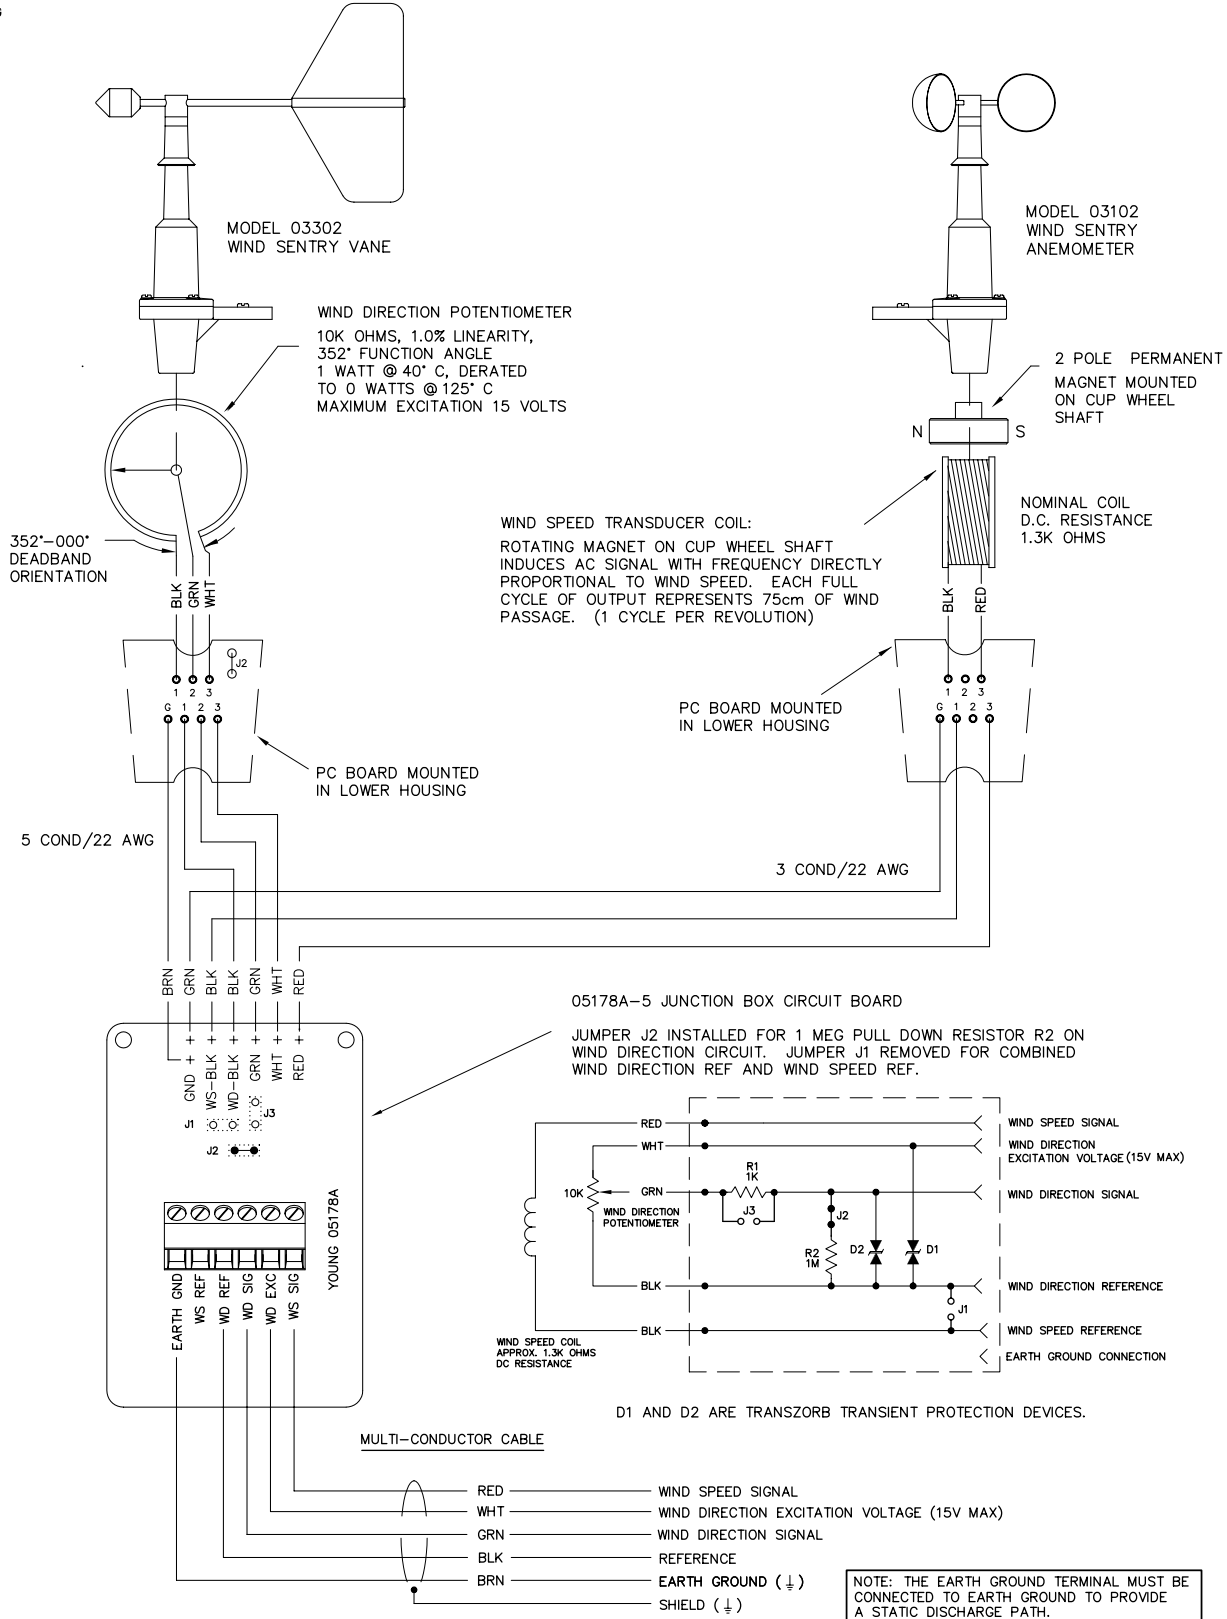 MODEL 03302
WIND SENTRY VANE
MODEL 03102
WIND SENTRY
ANEMOMETER
WIND DIRECTION POTENTIOMETER
10K OHMS, 1.0% LINEARITY,
352° FUNCTION ANGLE
1 WATT @ 40° C, DERATED
TO 0 WATTS @ 125° C
MAXIMUM EXCITATION 15 VOLTS
2 POLE PERMANENT
MAGNET MOUNTED
ON CUP WHEEL
SHAFT
N S
352°-000°
DEADBAND
ORIENTATION
WIND SPEED TRANSDUCER COIL:
ROTATING MAGNET ON CUP WHEEL SHAFT
INDUCES AC SIGNAL WITH FREQUENCY DIRECTLY
PROPORTIONAL TO WIND SPEED. EACH FULL
CYCLE OF OUTPUT REPRESENTS 75cm OF WIND
PASSAGE. (1 CYCLE PER REVOLUTION)
NOMINAL COIL
D.C. RESISTANCE
1.3K OHMS
BLK GRN WHT
BLK RED
J2
1 2 3
G 1 2 3
1 2 3
G 1 2 3
PC BOARD MOUNTED
IN LOWER HOUSING
PC BOARD MOUNTED
IN LOWER HOUSING
5 COND/22 AWG
3 COND/22 AWG
BRN GRN BLK BLK GRN WHT RED
GND + WS-BLK + WD-BLK + GRN + WHT + RED +
J1
J3
J2
YOUNG 05178A
EARTH GND WS REF WD REF WD SIG WD EXC WS SIG
05178A-5 JUNCTION BOX CIRCUIT BOARD
JUMPER J2 INSTALLED FOR 1 MEG PULL DOWN RESISTOR R2 ON
WIND DIRECTION CIRCUIT. JUMPER J1 REMOVED FOR COMBINED
WIND DIRECTION REF AND WIND SPEED REF.
RED
WIND SPEED SIGNAL
WHT
WIND DIRECTION
EXCITATION VOLTAGE (15V MAX)
R1
1K
10K
GRN
WIND DIRECTION SIGNAL
WIND DIRECTION
POTENTIOMETER
J3
J2
R2
1M
D2
D1
BLK
WIND DIRECTION REFERENCE
J1
BLK
WIND SPEED REFERENCE
WIND SPEED COIL
APPROX. 1.3K OHMS
DC RESISTANCE
EARTH GROUND CONNECTION
D1 AND D2 ARE TRANSZORB TRANSIENT PROTECTION DEVICES.
MULTI-CONDUCTOR CABLE
RED WIND SPEED SIGNAL
WHT WIND DIRECTION EXCITATION VOLTAGE (15V MAX)
GRN WIND DIRECTION SIGNAL
BLK REFERENCE
BRN EARTH GROUND (⏚)
SHIELD (⏚)
NOTE: THE EARTH GROUND TERMINAL MUST BE
CONNECTED TO EARTH GROUND TO PROVIDE
A STATIC DISCHARGE PATH.